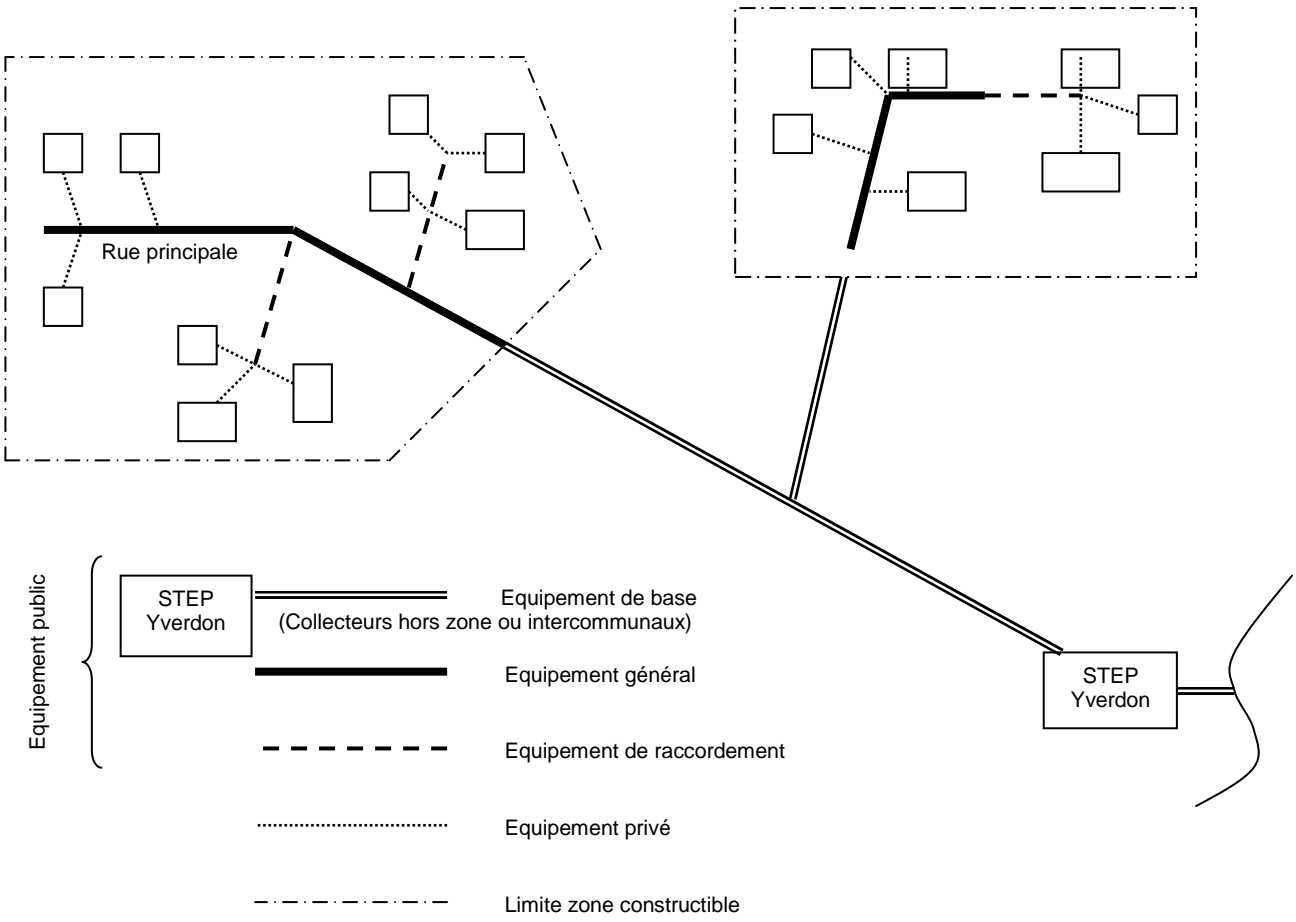 Rue principale
Equipement public
STEP
Yverdon
Equipement de base
(Collecteurs hors zone ou intercommunaux)
Equipement général
Equipement de raccordement
Equipement privé
Limite zone constructible
STEP
Yverdon